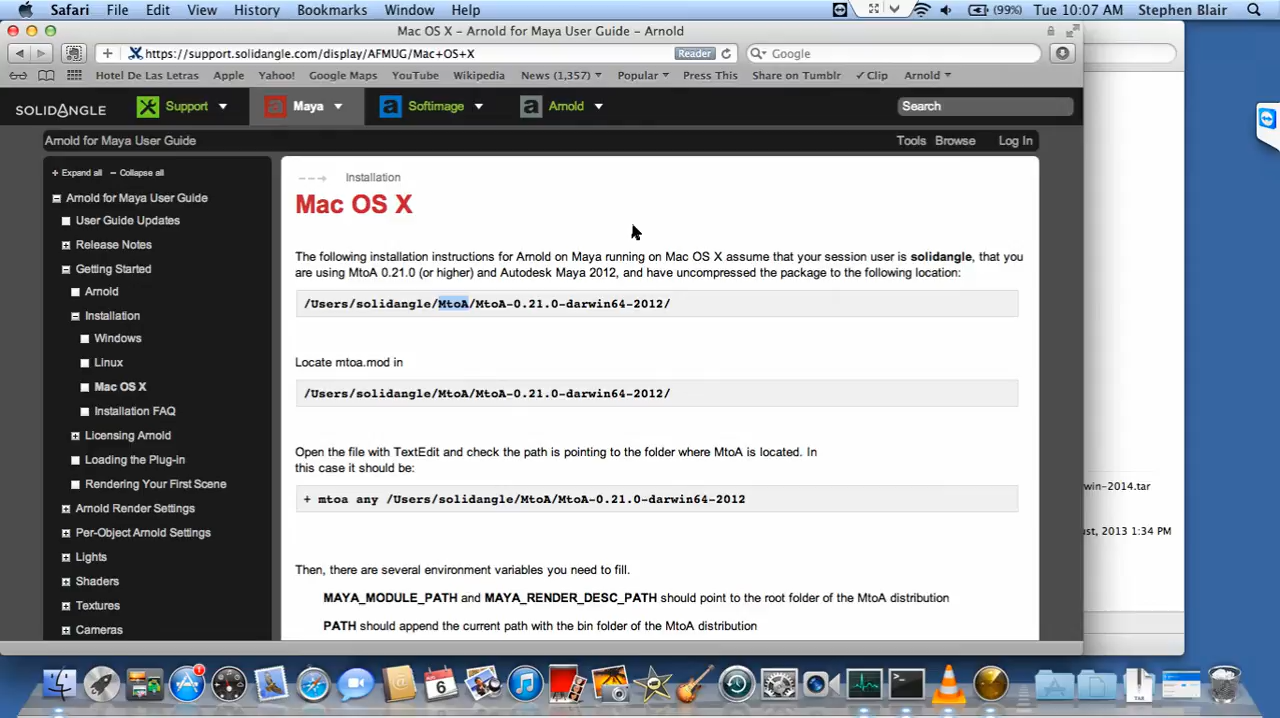 Safari File Edit View History Bookmarks Window Help (99%) Tue 10:07 AM Stephen Blair
Mac OS X - Arnold for Maya User Guide - Arnold
https://support.solidangle.com/display/AFMUG/Mac+OS+X Reader Google
Hotel De Las Letras Apple Yahoo! Google Maps YouTube Wikipedia News (1,357) Popular Press This Share on Tumblr ✓Clip Arnold
SOLIDANGLE Support Maya Softimage Arnold Search
Arnold for Maya User Guide Tools Browse Log In
+ Expand all − Collapse all
Arnold for Maya User Guide
User Guide Updates
Release Notes
Getting Started
Arnold
Installation
Windows
Linux
Mac OS X
Installation FAQ
Licensing Arnold
Loading the Plug-in
Rendering Your First Scene
Arnold Render Settings
Per-Object Arnold Settings
Lights
Shaders
Textures
Cameras
Installation
Mac OS X
The following installation instructions for Arnold on Maya running on Mac OS X assume that your session user is solidangle, that you
are using MtoA 0.21.0 (or higher) and Autodesk Maya 2012, and have uncompressed the package to the following location:
/Users/solidangle/MtoA/MtoA-0.21.0-darwin64-2012/
Locate mtoa.mod in
/Users/solidangle/MtoA/MtoA-0.21.0-darwin64-2012/
Open the file with TextEdit and check the path is pointing to the folder where MtoA is located. In
this case it should be:
+ mtoa any /Users/solidangle/MtoA/MtoA-0.21.0-darwin64-2012
Then, there are several environment variables you need to fill.
MAYA_MODULE_PATH and MAYA_RENDER_DESC_PATH should point to the root folder of the MtoA distribution
PATH should append the current path with the bin folder of the MtoA distribution
win-2014.tar
2013 1:34 PM
6
1
TAR